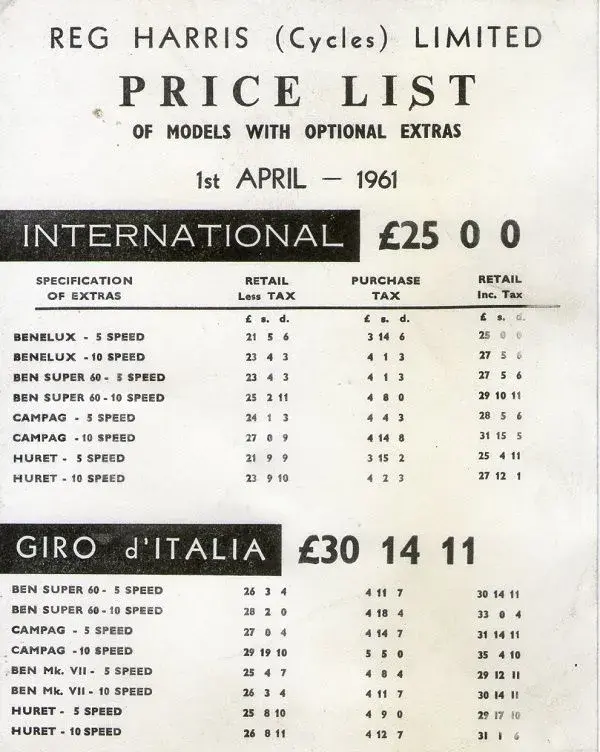 REG HARRIS (Cycles) LIMITED
PRICE LIST
OF MODELS WITH OPTIONAL EXTRAS
1st APRIL — 1961
INTERNATIONAL £25 0 0
SPECIFICATION OF EXTRAS RETAIL Less TAX PURCHASE TAX RETAIL Inc. Tax
£ s. d. £ s. d. £ s. d.
BENELUX - 5 SPEED 21 5 6 3 14 6 25 0 0
BENELUX - 10 SPEED 23 4 3 4 1 3 27 5 6
BEN SUPER 60 - 5 SPEED 23 4 3 4 1 3 27 5 6
BEN SUPER 60 - 10 SPEED 25 2 11 4 8 0 29 10 11
CAMPAG - 5 SPEED 24 1 3 4 4 3 28 5 6
CAMPAG - 10 SPEED 27 0 9 4 14 8 31 15 5
HURET - 5 SPEED 21 9 9 3 15 2 25 4 11
HURET - 10 SPEED 23 9 10 4 2 3 27 12 1
GIRO d'ITALIA £30 14 11
BEN SUPER 60 - 5 SPEED 26 3 4 4 11 7 30 14 11
BEN SUPER 60 - 10 SPEED 28 2 0 4 18 4 33 0 4
CAMPAG - 5 SPEED 27 0 4 4 14 7 31 14 11
CAMPAG - 10 SPEED 29 19 10 5 5 0 35 4 10
BEN Mk. VII - 5 SPEED 25 4 7 4 8 4 29 12 11
BEN Mk. VII - 10 SPEED 26 3 4 4 11 7 30 14 11
HURET - 5 SPEED 25 8 10 4 9 0 29 17 10
HURET - 10 SPEED 26 8 11 4 12 7 31 1 6